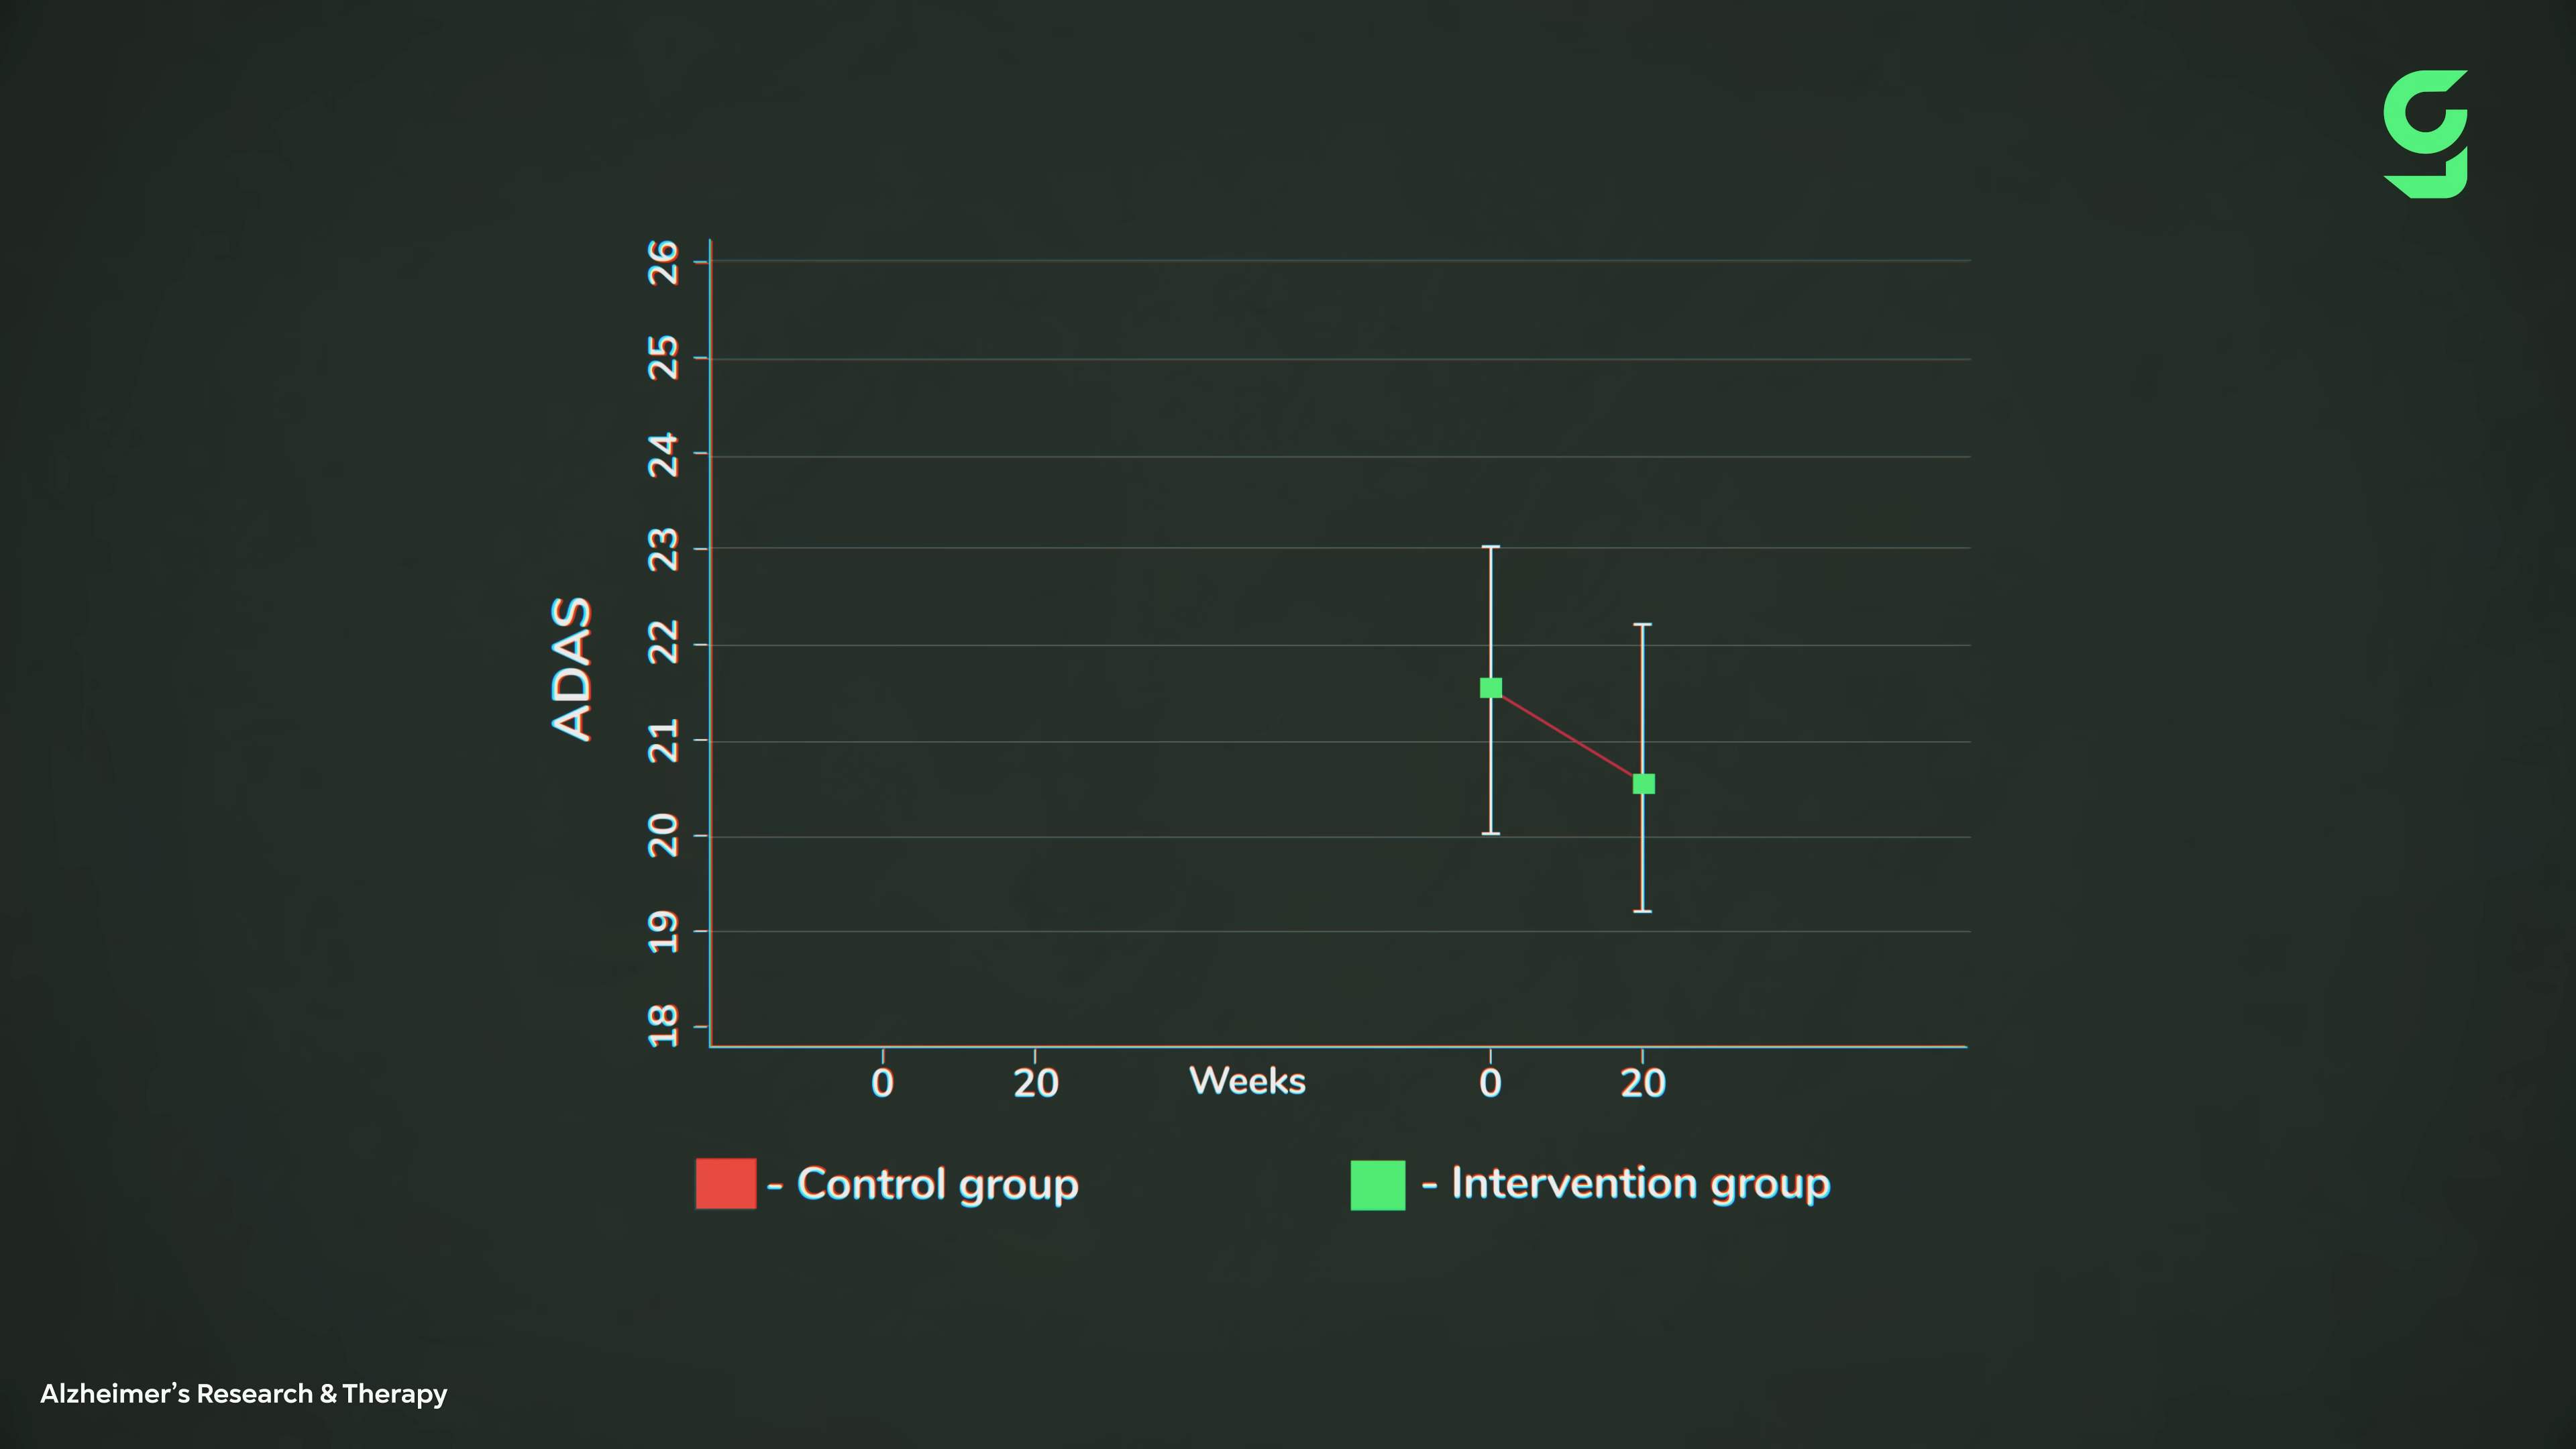 26
25
24
23
22
21
20
19
18
ADAS
0 20 Weeks 0 20
- Control group - Intervention group
Alzheimer's Research & Therapy